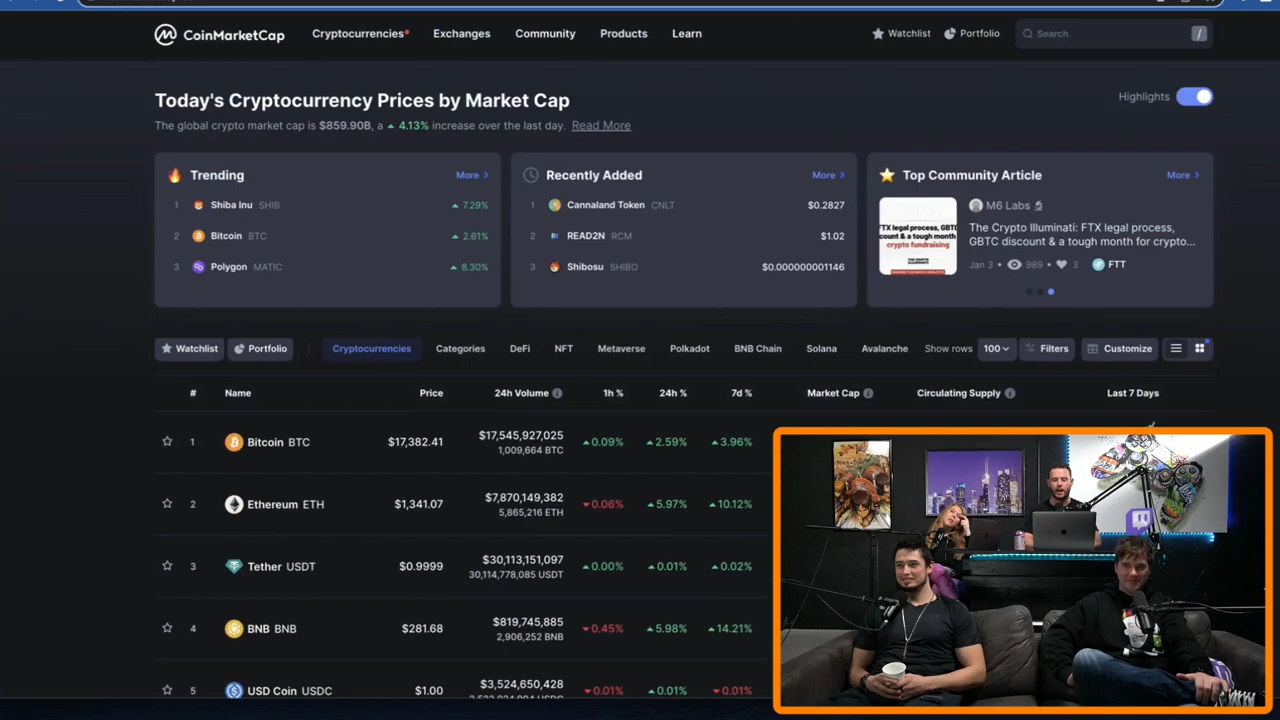 CoinMarketCap Cryptocurrencies Exchanges Community Products Learn Watchlist Portfolio Search /
Today's Cryptocurrency Prices by Market Cap Highlights
The global crypto market cap is $859.90B, a 4.13% increase over the last day. Read More
Trending More
1 Shiba Inu SHIB 7.29%
2 Bitcoin BTC 2.61%
3 Polygon MATIC 8.30%
Recently Added More
1 Cannaland Token CNLT $0.2827
2 READ2N RCM $1.02
3 Shibosu SHIBO $0.000000001146
Top Community Article More
FTX legal process, GBTC
discount & a tough month for
crypto fundraising
M6 Labs
The Crypto Illuminati: FTX legal process,
GBTC discount & a tough month for crypto...
Jan 3 • 989 • 3 FTT
Watchlist Portfolio Cryptocurrencies Categories DeFi NFT Metaverse Polkadot BNB Chain Solana Avalanche Show rows 100 Filters Customize
# Name Price 24h Volume 1h % 24h % 7d % Market Cap Circulating Supply Last 7 Days
1 Bitcoin BTC $17,382.41 $17,545,927,025 0.09% 2.59% 3.96%
1,009,664 BTC
2 Ethereum ETH $1,341.07 $7,870,149,382 0.06% 5.97% 10.12%
5,865,216 ETH
3 Tether USDT $0.9999 $30,113,151,097 0.00% 0.01% 0.02%
30,114,778,085 USDT
4 BNB BNB $281.68 $819,745,885 0.45% 5.98% 14.21%
2,906,252 BNB
5 USD Coin USDC $1.00 $3,524,650,428 0.01% 0.01% 0.01%